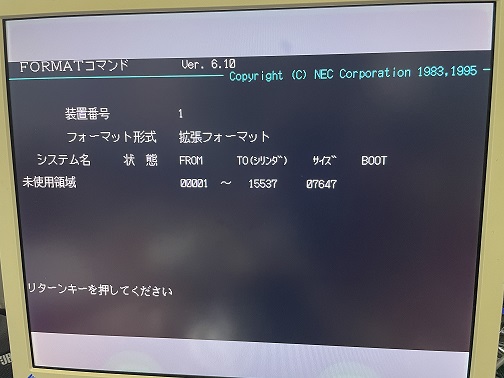 FORMATコマンド Ver. 6.10
Copyright (C) NEC Corporation 1983,1995
装置番号 1
フォーマット形式 拡張フォーマット
システム名 状 態 FROM TO(シリンダ) サイズ BOOT
未使用領域 00001 ～ 15537 07647
リターンキーを押してください